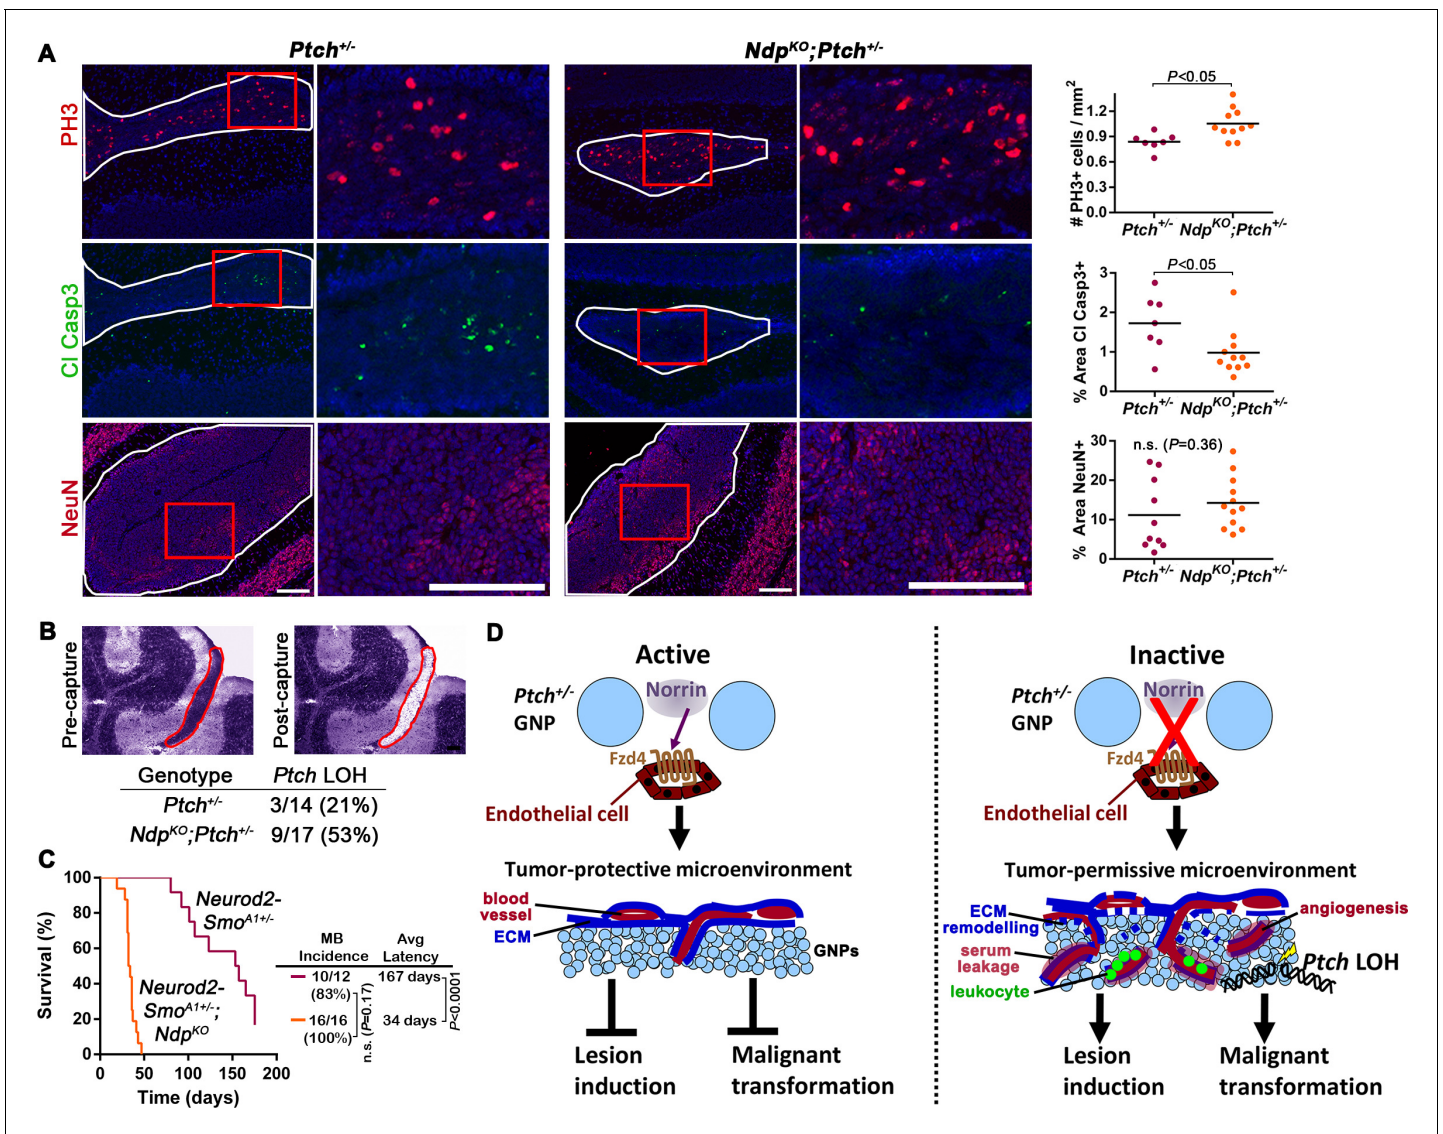 A
Ptch+/-
NdpKO;Ptch+/-
PH3
# PH3+ cells / mm2
P<0.05
1.2
0.9
0.6
0.3
0.0
Ptch+/- NdpKO;Ptch+/-
Cl Casp3
% Area Cl Casp3+
P<0.05
3
2
1
0
Ptch+/- NdpKO;Ptch+/-
NeuN
% Area NeuN+
n.s. (P=0.36)
30
20
10
0
Ptch+/- NdpKO;Ptch+/-
B
Pre-capture
Post-capture
Genotype Ptch LOH
Ptch+/- 3/14 (21%)
NdpKO;Ptch+/- 9/17 (53%)
C
Survival (%)
100
80
60
40
20
0
0 50 100 150 200
Time (days)
Neurod2-
SmoA1+/-
Neurod2-
SmoA1+/-;
NdpKO
MB
Incidence
Avg
Latency
10/12
(83%)
167 days
16/16
(100%)
34 days
n.s. (P=0.17)
P<0.0001
D
Active
Ptch+/-
GNP
Norrin
Fzd4
Endothelial cell
Tumor-protective microenvironment
blood
vessel
ECM
GNPs
Lesion
induction
Malignant
transformation
Inactive
Ptch+/-
GNP
Norrin
Fzd4
Endothelial cell
Tumor-permissive microenvironment
ECM
remodelling
angiogenesis
serum
leakage
leukocyte
Ptch LOH
Lesion
induction
Malignant
transformation